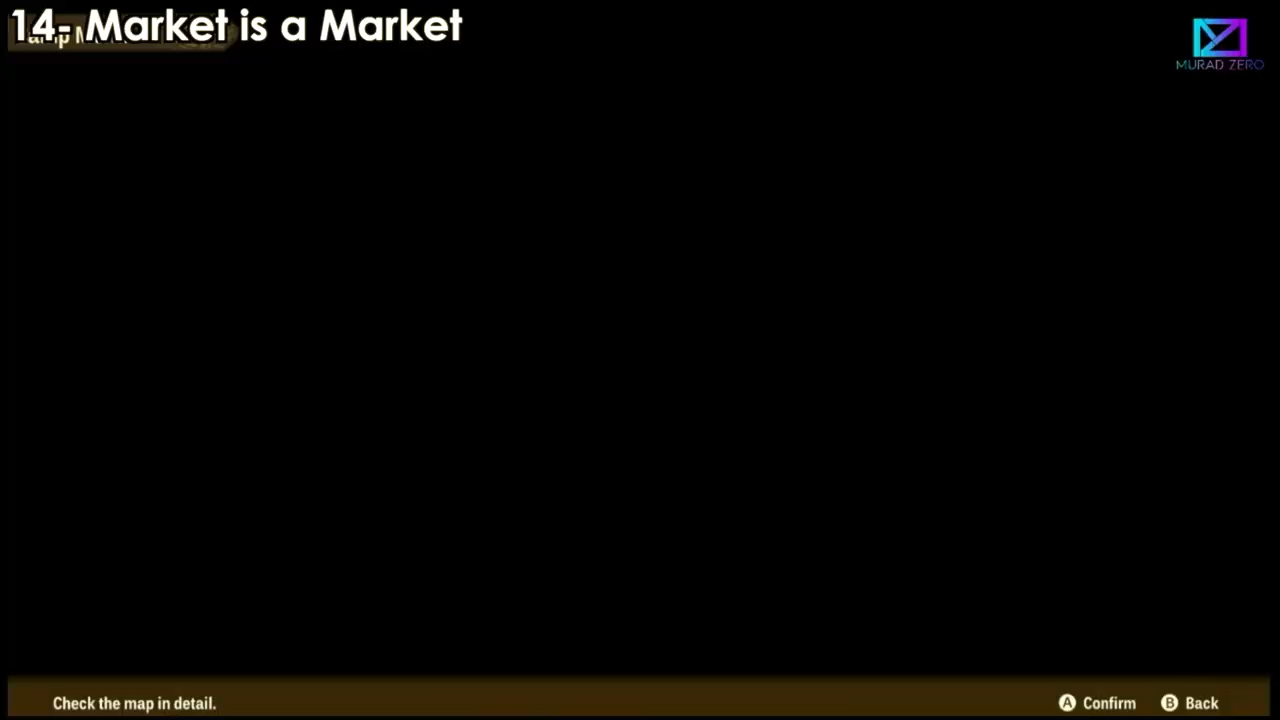 14- Market is a Market
MURAD ZERO
Check the map in detail.
A Confirm B Back